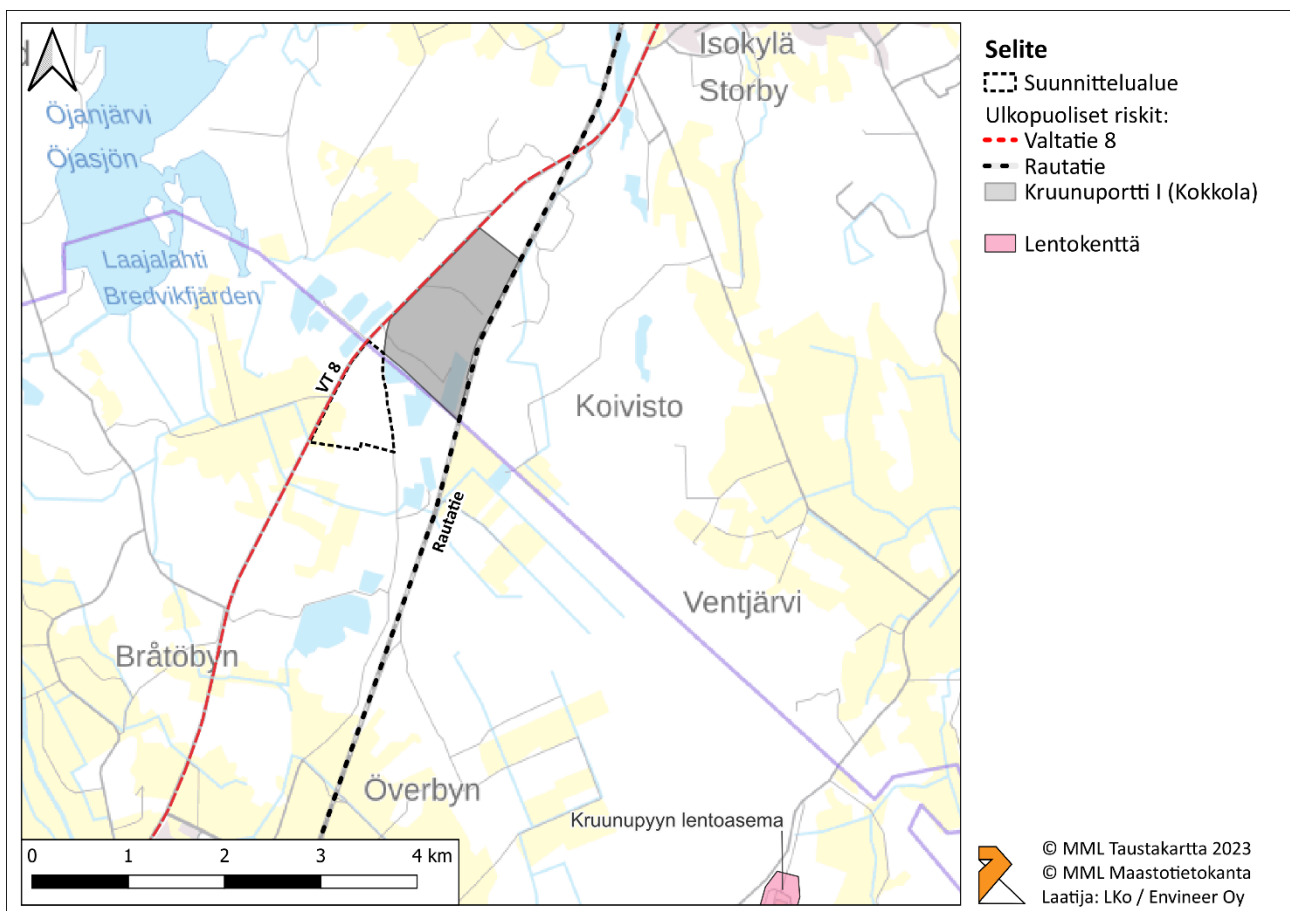 d
Öjanjärvi
Öjasjön
Laajalahti
Bredvikfjärden
Isokylä
Storby
VT 8
Koivisto
Rautatie
Ventjärvi
Bråtöbyn
Överbyn
Kruunupyyn lentoasema
0 1 2 3 4 km
Selite
Suunnittelualue
Ulkopuoliset riskit:
Valtatie 8
Rautatie
Kruunuportti I (Kokkola)
Lentokenttä
© MML Taustakartta 2023
© MML Maastotietokanta
Laatija: LKo / Envineer Oy